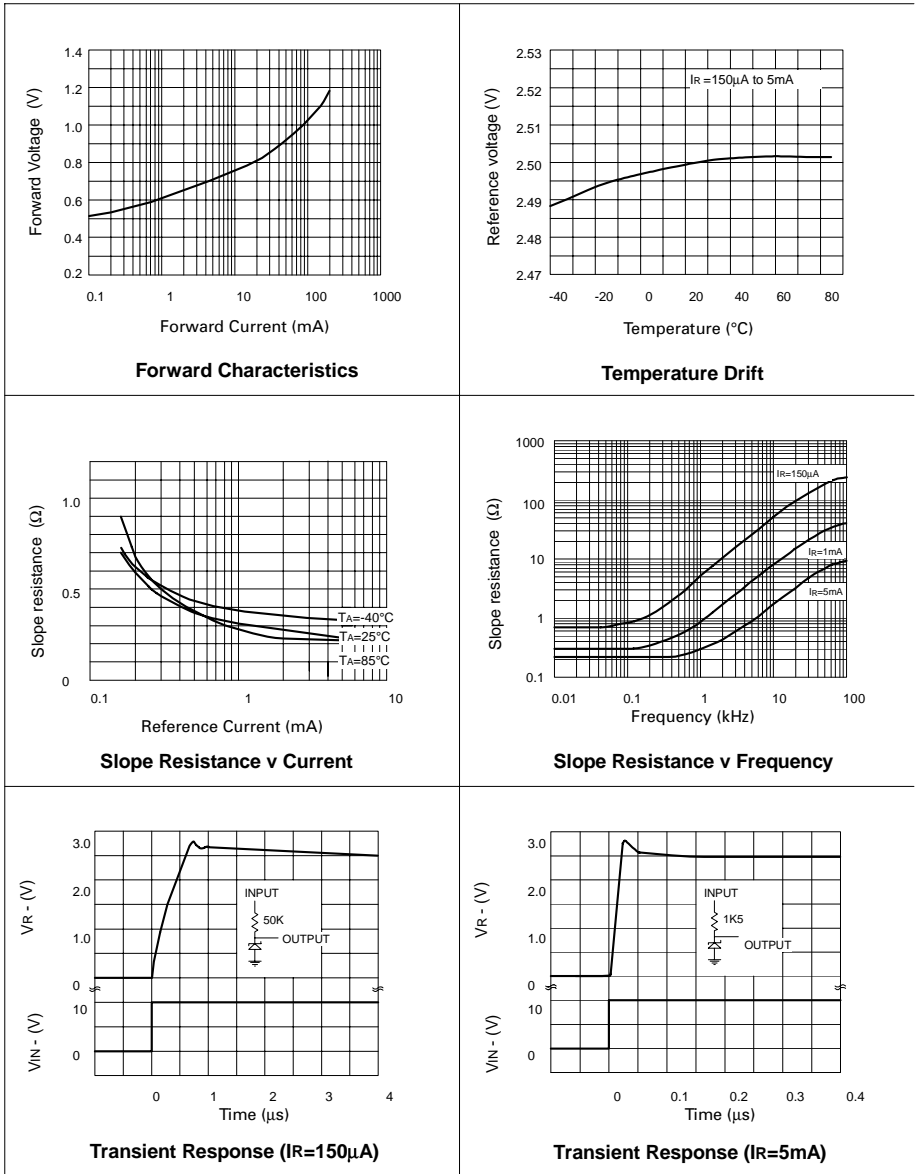 1.4
1.2
1.0
0.8
0.6
0.4
0.2
Forward Voltage (V)
0.1 1 10 100 1000
Forward Current (mA)
Forward Characteristics
2.53
2.52
2.51
2.50
2.49
2.48
2.47
Reference voltage (V)
IR =150µA to 5mA
-40 -20 0 20 40 60 80
Temperature (°C)
Temperature Drift
1.0
0.5
0
Slope resistance (Ω)
TA=-40°C
TA=25°C
TA=85°C
0.1 1 10
Reference Current (mA)
Slope Resistance v Current
1000
100
10
1
0.1
Slope resistance (Ω)
IR=150µA
IR=1mA
IR=5mA
0.01 0.1 1 10 100
Frequency (kHz)
Slope Resistance v Frequency
3.0
2.0
1.0
0
VR - (V)
INPUT
50K
OUTPUT
10
0
VIN - (V)
0 1 2 3 4
Time (µs)
Transient Response (IR=150µA)
3.0
2.0
1.0
0
VR - (V)
INPUT
1K5
OUTPUT
10
0
VIN - (V)
0 0.1 0.2 0.3 0.4
Time (µs)
Transient Response (IR=5mA)